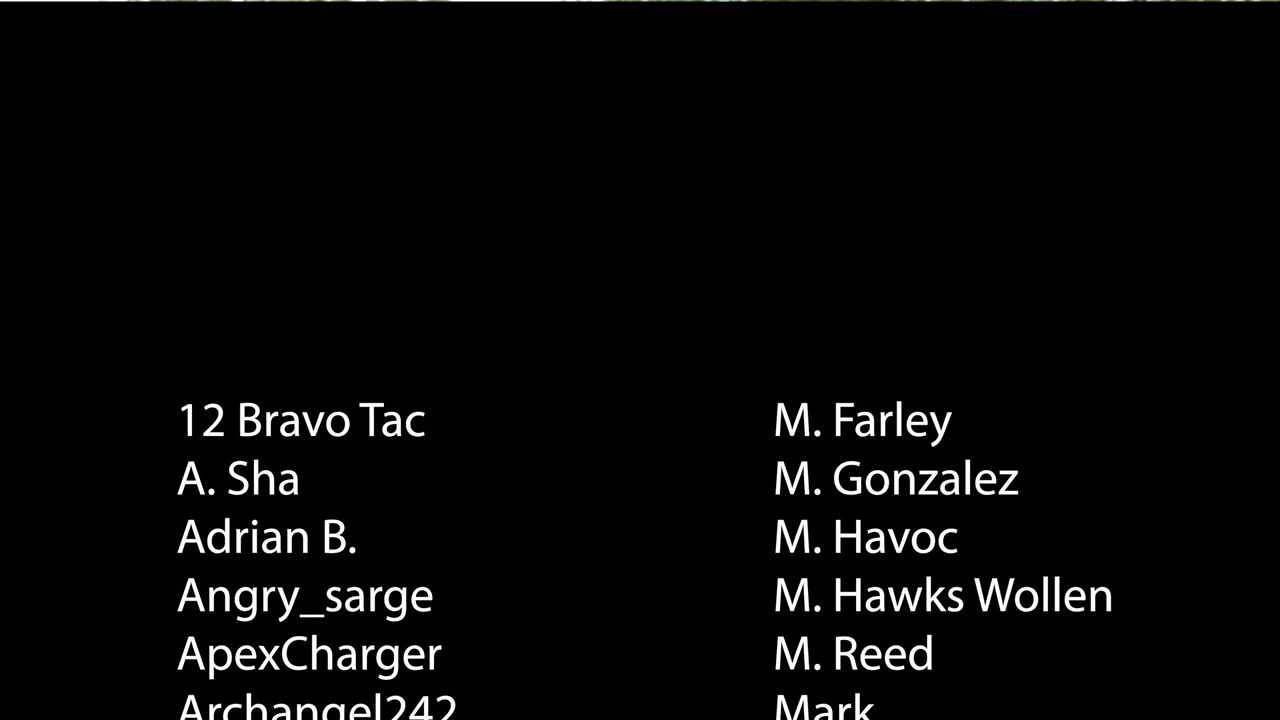 12 Bravo Tac
A. Sha
Adrian B.
Angry_sarge
ApexCharger
Archangel242
M. Farley
M. Gonzalez
M. Havoc
M. Hawks Wollen
M. Reed
Mark